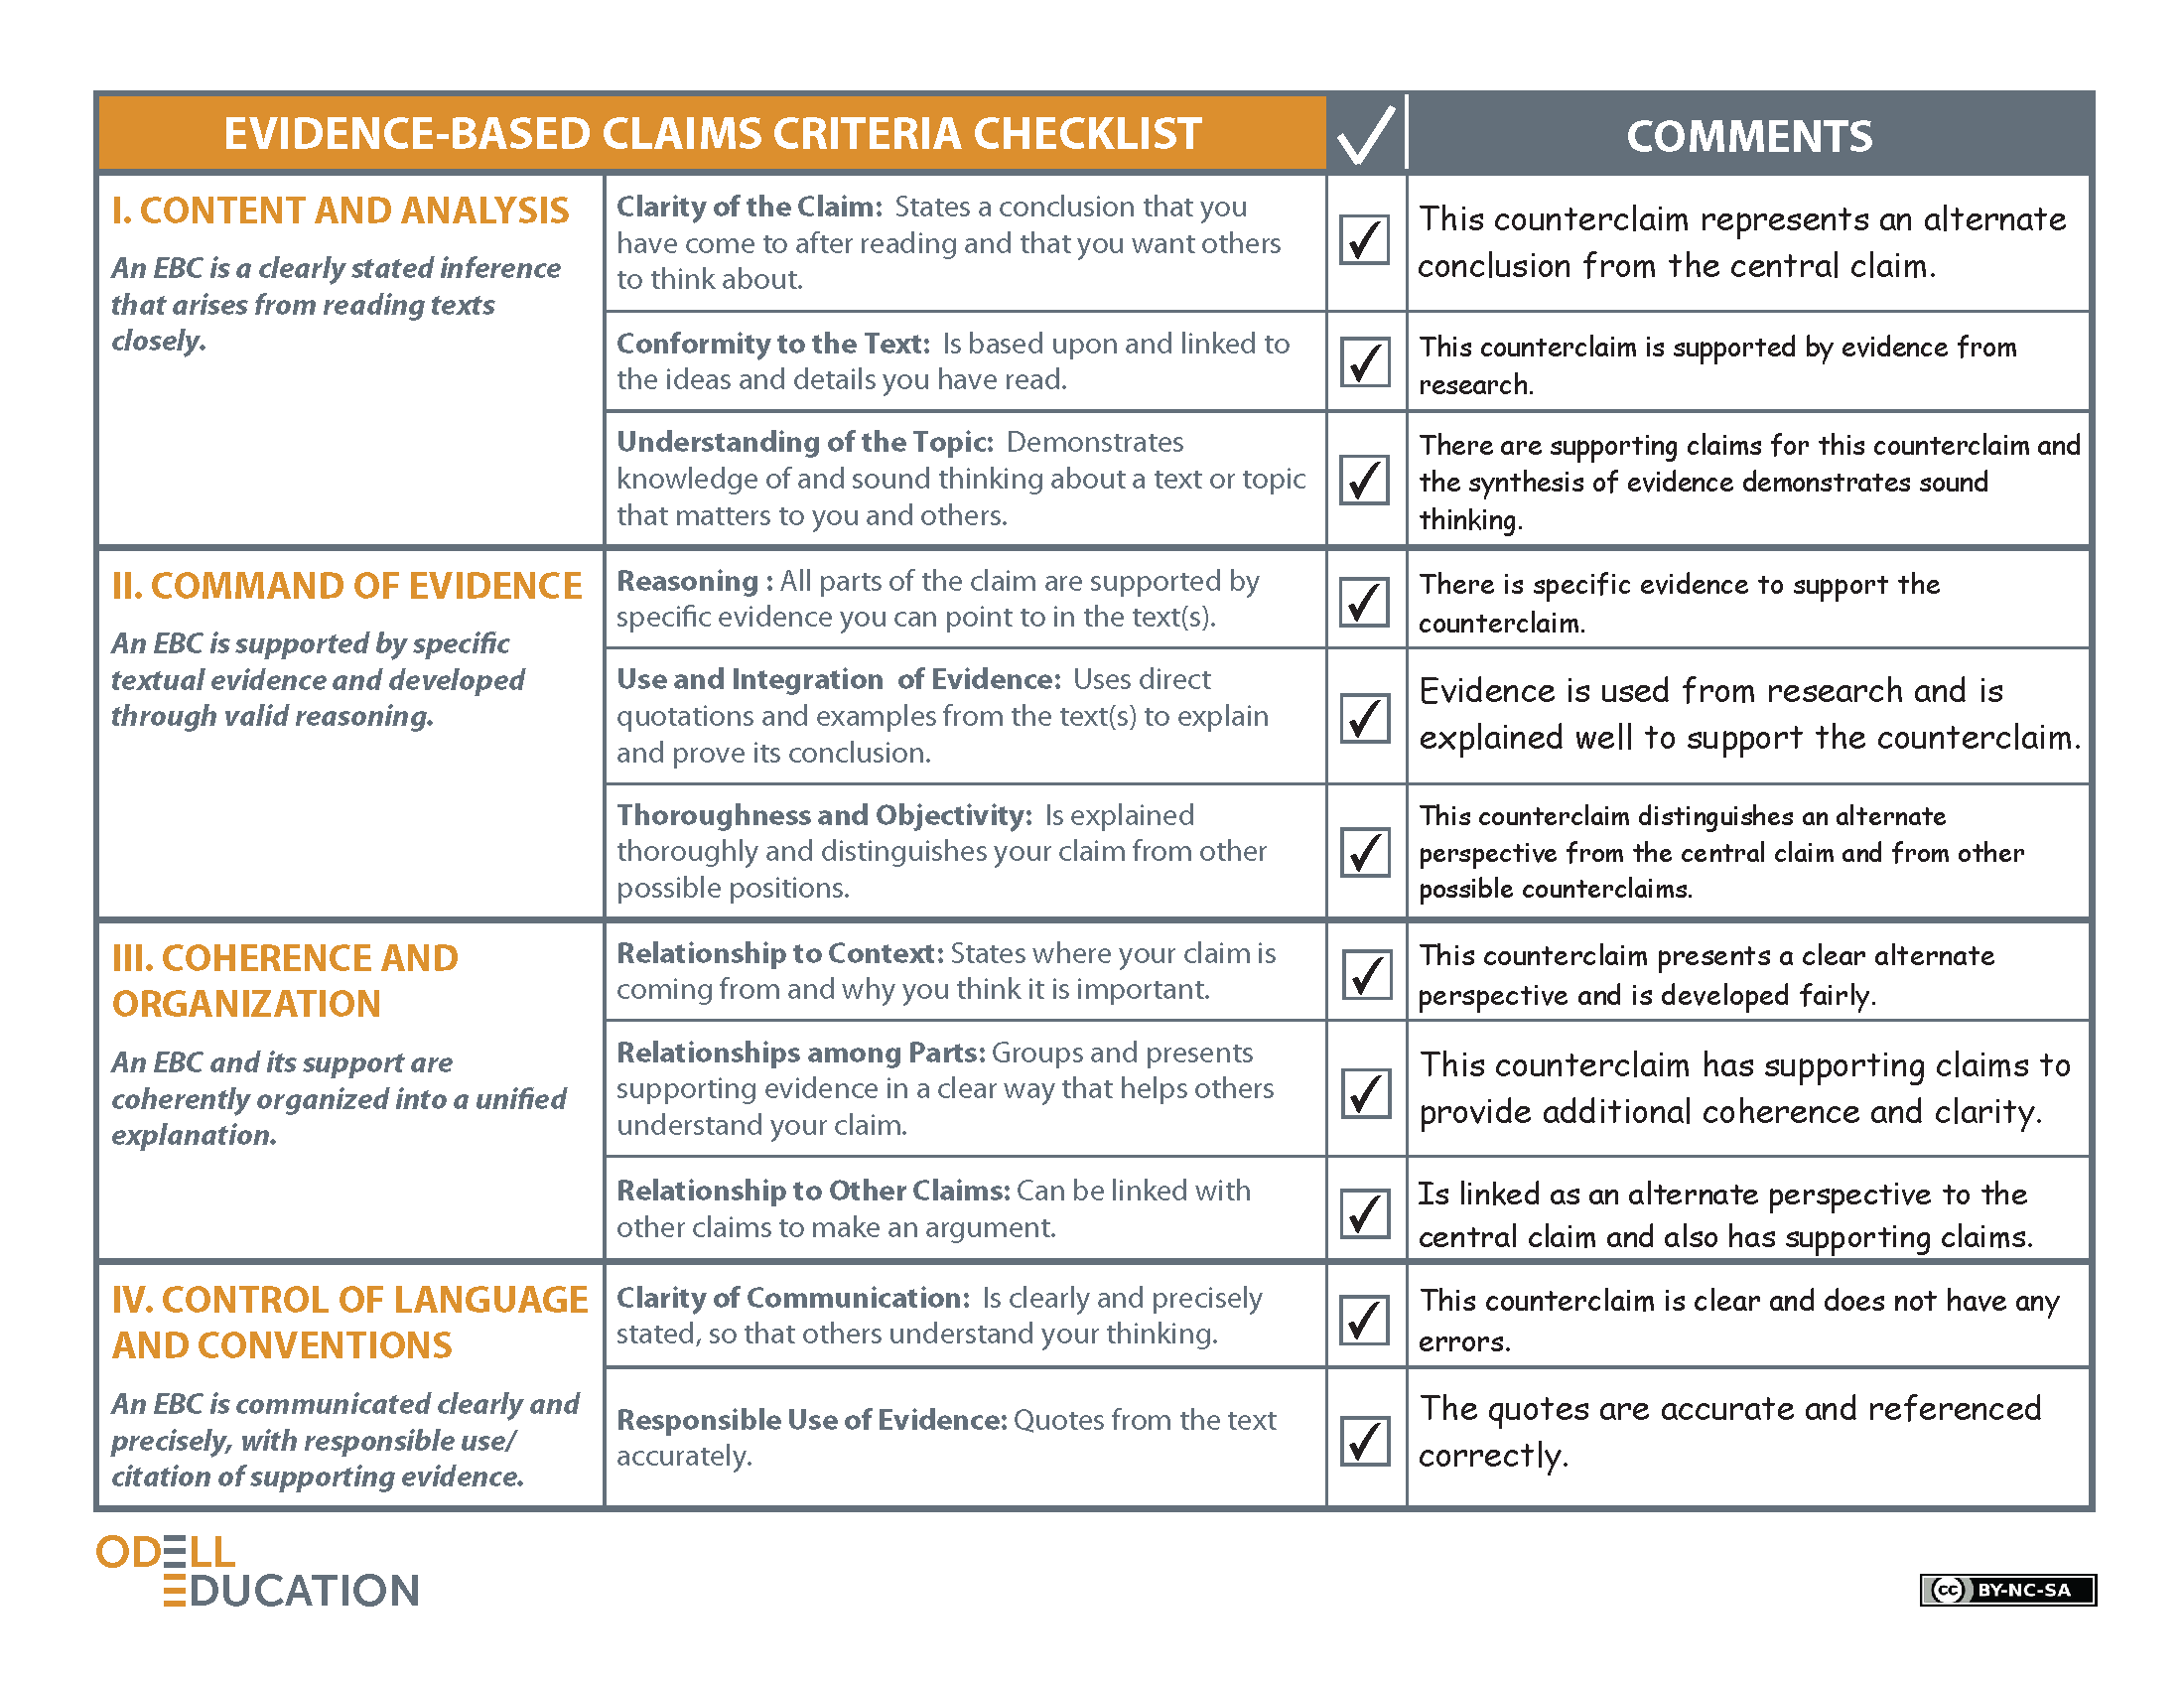 EVIDENCE-BASED CLAIMS CRITERIA CHECKLIST
COMMENTS
I. CONTENT AND ANALYSIS
An EBC is a clearly stated inference
that arises from reading texts
closely.
Clarity of the Claim: States a conclusion that you
have come to after reading and that you want others
to think about.
This counterclaim represents an alternate
conclusion from the central claim.
Conformity to the Text: Is based upon and linked to
the ideas and details you have read.
This counterclaim is supported by evidence from
research.
Understanding of the Topic: Demonstrates
knowledge of and sound thinking about a text or topic
that matters to you and others.
There are supporting claims for this counterclaim and
the synthesis of evidence demonstrates sound
thinking.
II. COMMAND OF EVIDENCE
An EBC is supported by specific
textual evidence and developed
through valid reasoning.
Reasoning : All parts of the claim are supported by
specific evidence you can point to in the text(s).
There is specific evidence to support the
counterclaim.
Use and Integration of Evidence: Uses direct
quotations and examples from the text(s) to explain
and prove its conclusion.
Evidence is used from research and is
explained well to support the counterclaim.
Thoroughness and Objectivity: Is explained
thoroughly and distinguishes your claim from other
possible positions.
This counterclaim distinguishes an alternate
perspective from the central claim and from other
possible counterclaims.
III. COHERENCE AND
ORGANIZATION
An EBC and its support are
coherently organized into a unified
explanation.
Relationship to Context: States where your claim is
coming from and why you think it is important.
This counterclaim presents a clear alternate
perspective and is developed fairly.
Relationships among Parts: Groups and presents
supporting evidence in a clear way that helps others
understand your claim.
This counterclaim has supporting claims to
provide additional coherence and clarity.
Relationship to Other Claims: Can be linked with
other claims to make an argument.
Is linked as an alternate perspective to the
central claim and also has supporting claims.
IV. CONTROL OF LANGUAGE
AND CONVENTIONS
An EBC is communicated clearly and
precisely, with responsible use/
citation of supporting evidence.
Clarity of Communication: Is clearly and precisely
stated, so that others understand your thinking.
This counterclaim is clear and does not have any
errors.
Responsible Use of Evidence: Quotes from the text
accurately.
The quotes are accurate and referenced
correctly.
ODELL
EDUCATION
cc BY-NC-SA